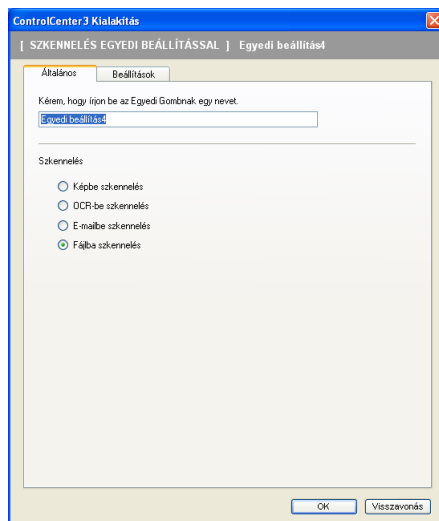 ControlCenter3 Kialakítás
[ SZKENNELÉS EGYEDI BEÁLLÍTÁSSAL ] Egyedi beállítás4
Általános Beállítások
Kérem, hogy írjon be az Egyedi Gombnak egy nevet.
Egyedi beállítás4
Szkennelés
Képbe szkennelés
OCR-be szkennelés
E-mailbe szkennelés
Fájlba szkennelés
OK Visszavonás